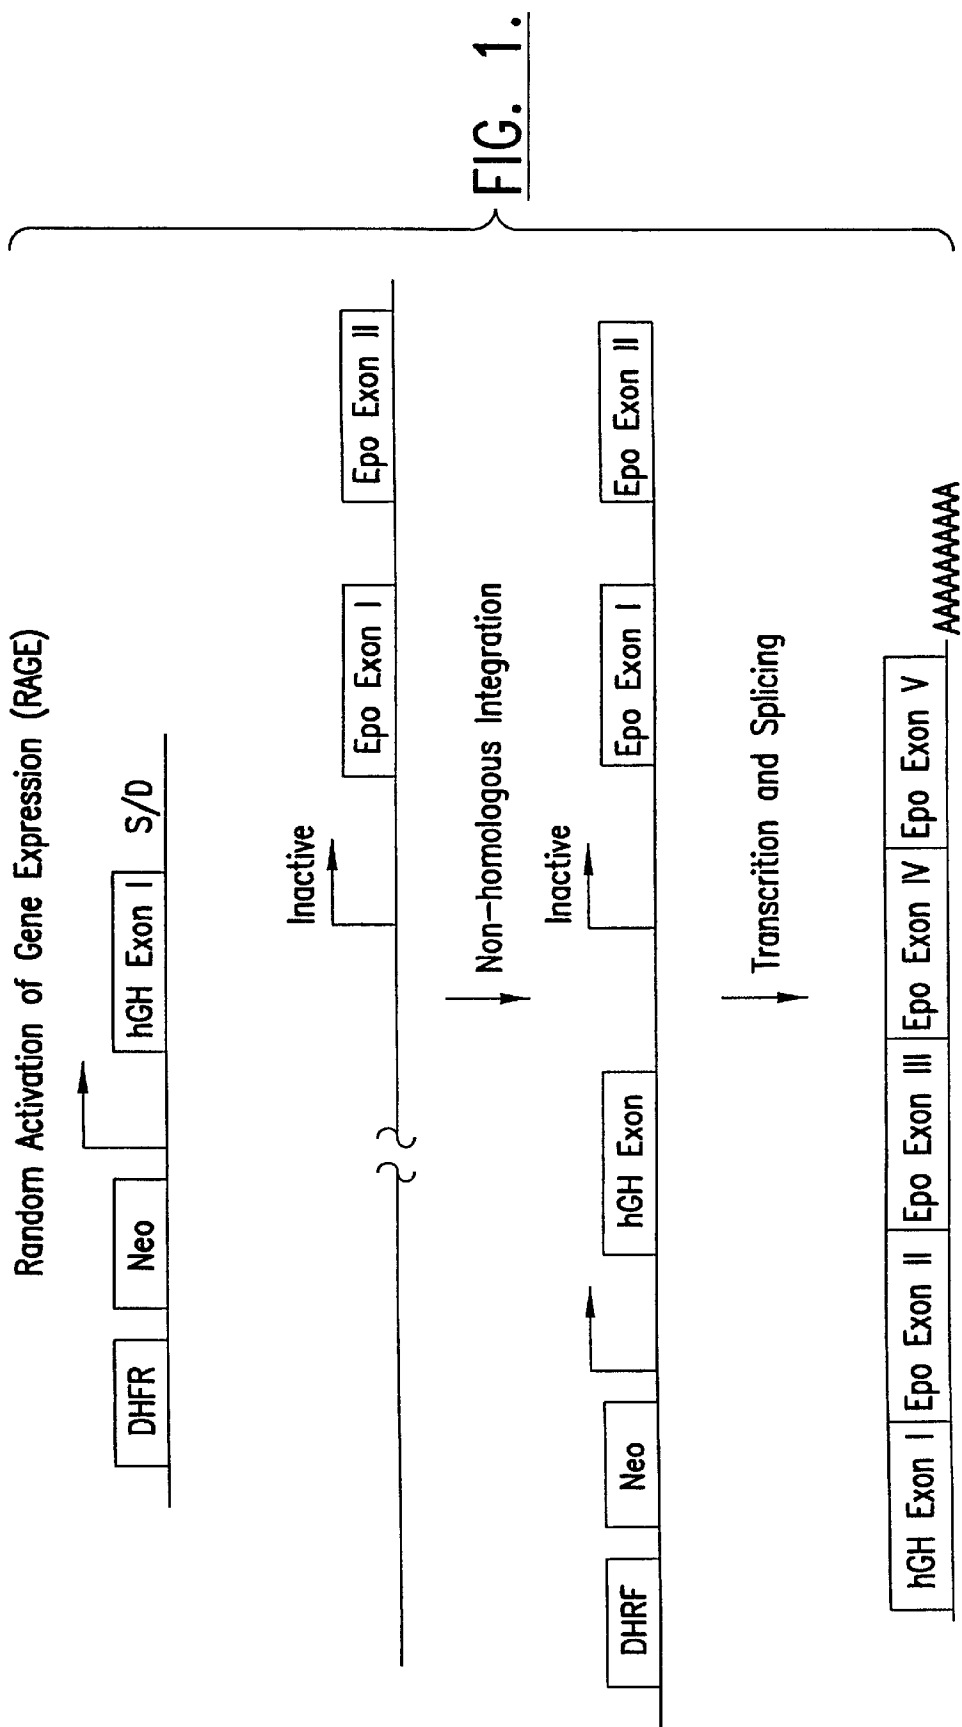 Random Activation of Gene Expression (RAGE)
DHFR
Neo
hGH Exon I
S/D
Inactive
Epo Exon I
Epo Exon II
Non-homologous Integration
DHRF
Neo
hGH Exon
Inactive
Epo Exon I
Epo Exon II
Transcrition and Splicing
hGH Exon I
Epo Exon II
Epo Exon III
Epo Exon IV
Epo Exon V
AAAAAAAAA
FIG. 1.